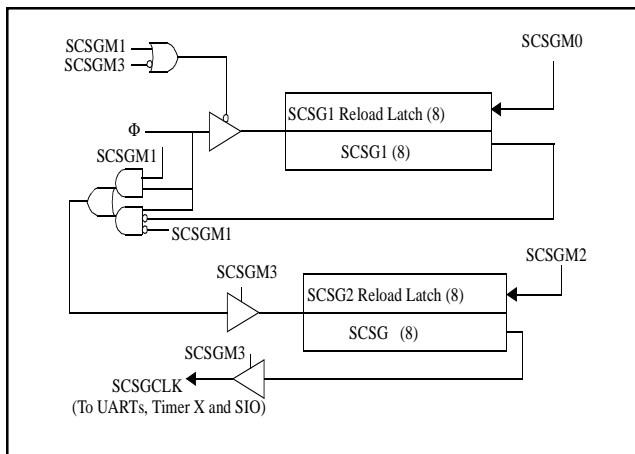 SCSGM1
SCSGM3
SCSGM0
SCSG1 Reload Latch (8)
Φ
SCSG1 (8)
SCSGM1
SCSGM1
SCSGM2
SCSGM3
SCSG2 Reload Latch (8)
SCSG (8)
SCSGM3
SCSGCLK
(To UARTs, Timer X and SIO)